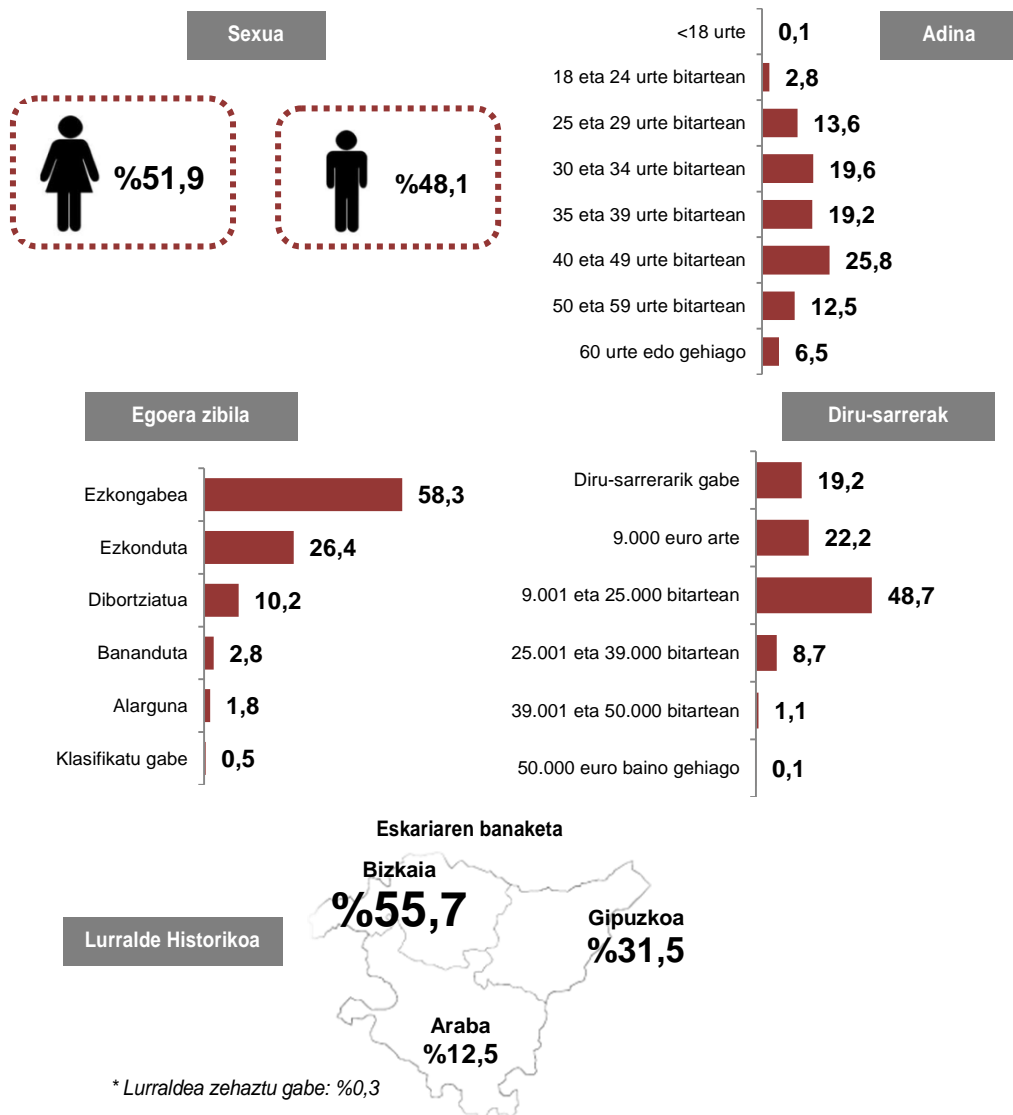 Sexua
%51,9
%48,1
Adina
<18 urte 0,1
18 eta 24 urte bitartean 2,8
25 eta 29 urte bitartean 13,6
30 eta 34 urte bitartean 19,6
35 eta 39 urte bitartean 19,2
40 eta 49 urte bitartean 25,8
50 eta 59 urte bitartean 12,5
60 urte edo gehiago 6,5
Egoera zibila
Ezkongabea 58,3
Ezkonduta 26,4
Dibortziatua 10,2
Bananduta 2,8
Alarguna 1,8
Klasifikatu gabe 0,5
Diru-sarrerak
Diru-sarrerarik gabe 19,2
9.000 euro arte 22,2
9.001 eta 25.000 bitartean 48,7
25.001 eta 39.000 bitartean 8,7
39.001 eta 50.000 bitartean 1,1
50.000 euro baino gehiago 0,1
Eskariaren banaketa
Lurralde Historikoa
Bizkaia
%55,7
Gipuzkoa
%31,5
Araba
%12,5
* Lurraldea zehaztu gabe: %0,3